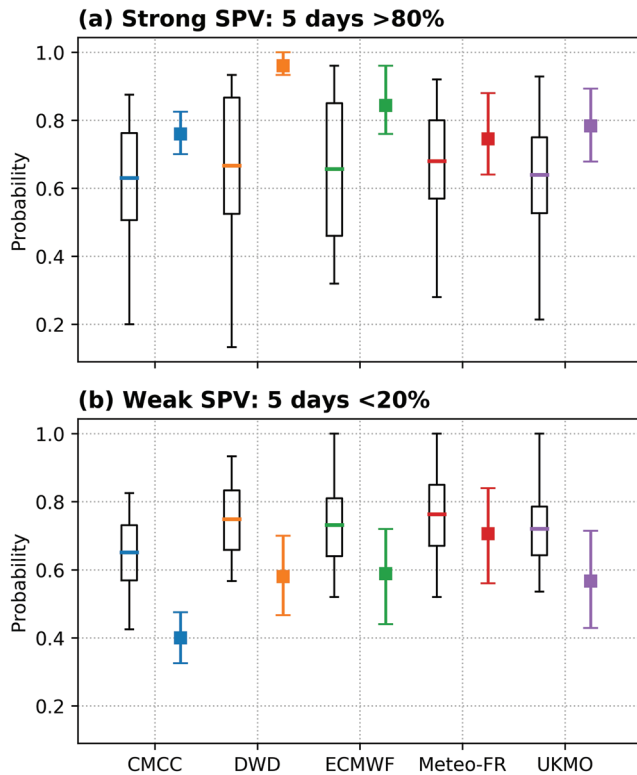 (a) Strong SPV: 5 days >80%
1.0
0.8
0.6
0.4
0.2
Probability
(b) Weak SPV: 5 days <20%
1.0
0.8
0.6
0.4
0.2
Probability
CMCC DWD ECMWF Meteo-FR UKMO